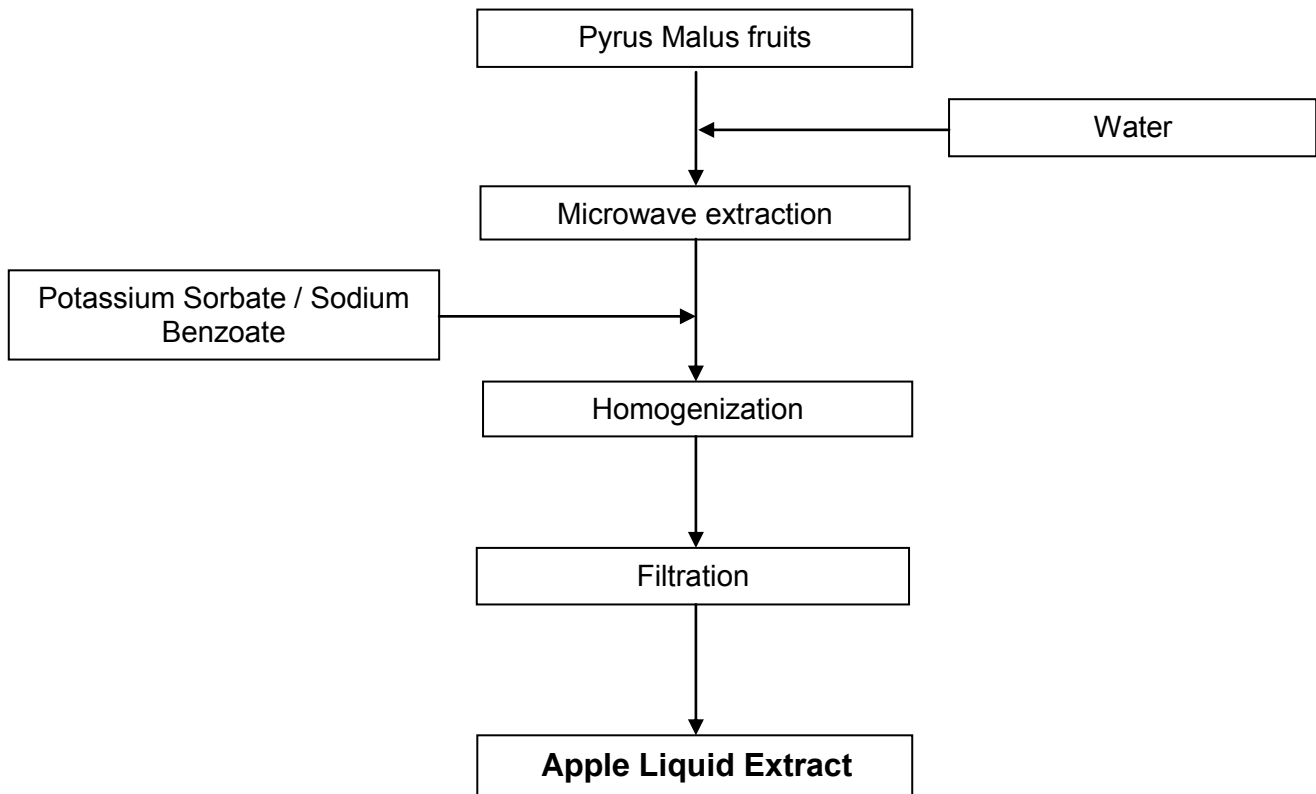 Pyrus Malus fruits
Water
Microwave extraction
Potassium Sorbate / Sodium
Benzoate
Homogenization
Filtration
Apple Liquid Extract